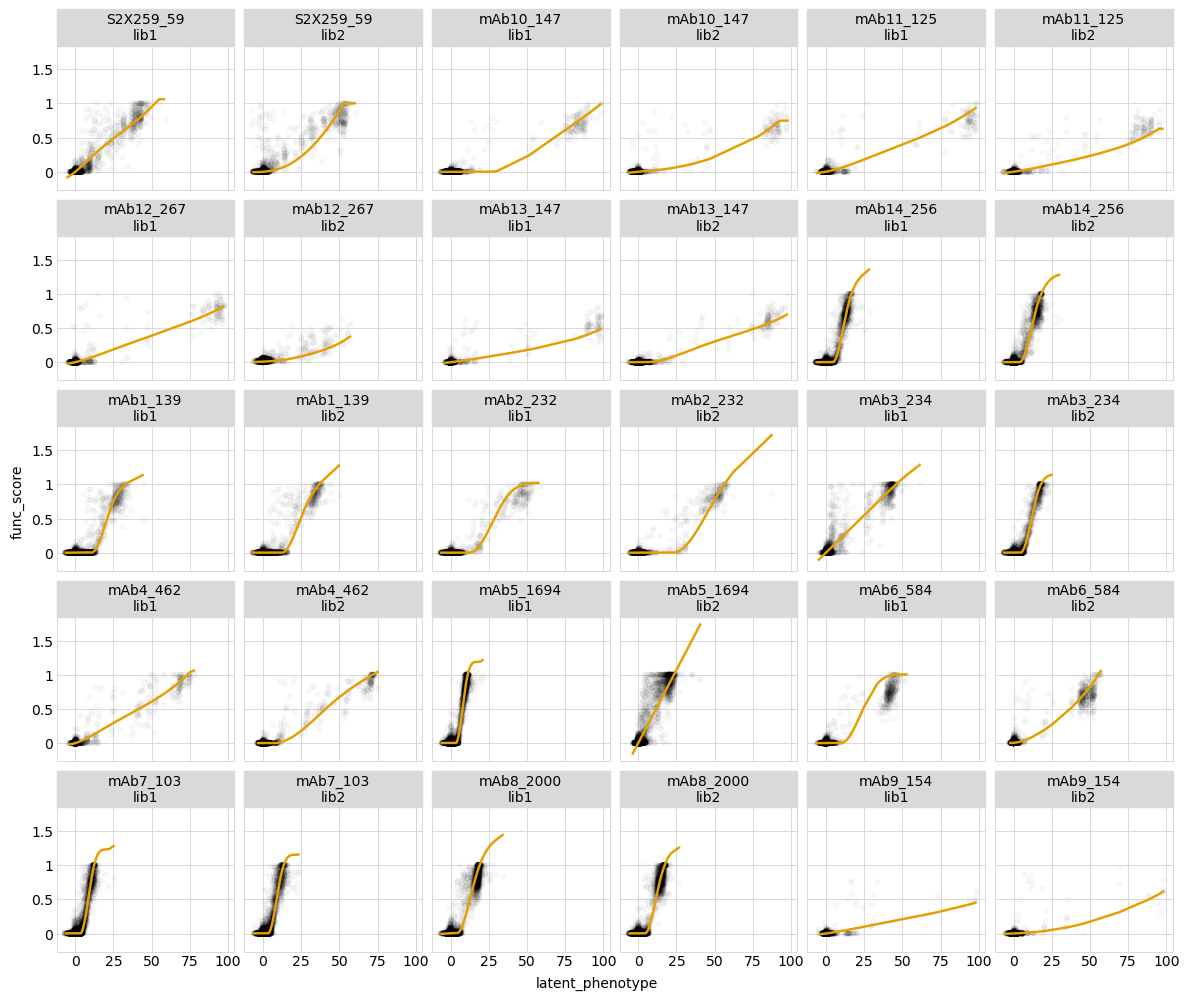 S2X259_59 S2X259_59 mAb10_147 mAb10_147 mAb11_125 mAb11_125
lib1 lib2 lib1 lib2 lib1 lib2
1.5
1
0.5
0
mAb12_267 mAb12_267 mAb13_147 mAb13_147 mAb14_256 mAb14_256
lib1 lib2 lib1 lib2 lib1 lib2
1.5
1
0.5
0
mAb1_139 mAb1_139 mAb2_232 mAb2_232 mAb3_234 mAb3_234
lib1 lib2 lib1 lib2 lib1 lib2
1.5
1
func_score
0.5
0
mAb4_462 mAb4_462 mAb5_1694 mAb5_1694 mAb6_584 mAb6_584
lib1 lib2 lib1 lib2 lib1 lib2
1.5
1
0.5
0
mAb7_103 mAb7_103 mAb8_2000 mAb8_2000 mAb9_154 mAb9_154
lib1 lib2 lib1 lib2 lib1 lib2
1.5
1
0.5
0
0 25 50 75 100 0 25 50 75 100 0 25 50 75 100 0 25 50 75 100 0 25 50 75 100 0 25 50 75 100
latent_phenotype